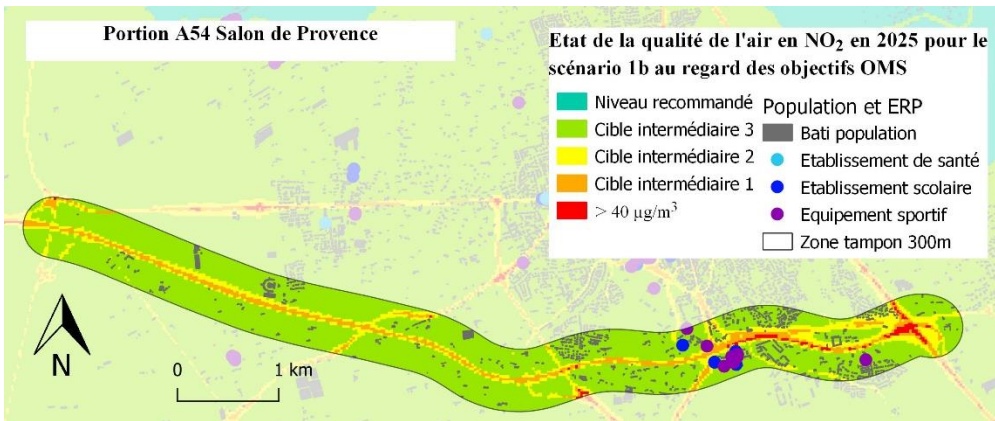 Portion A54 Salon de Provence
Etat de la qualité de l'air en NO₂ en 2025 pour le
scénario 1b au regard des objectifs OMS
Niveau recommandé
Cible intermédiaire 3
Cible intermédiaire 2
Cible intermédiaire 1
> 40 µg/m³
Population et ERP
Bati population
Etablissement de santé
Etablissement scolaire
Equipement sportif
Zone tampon 300m
N
0 1 km